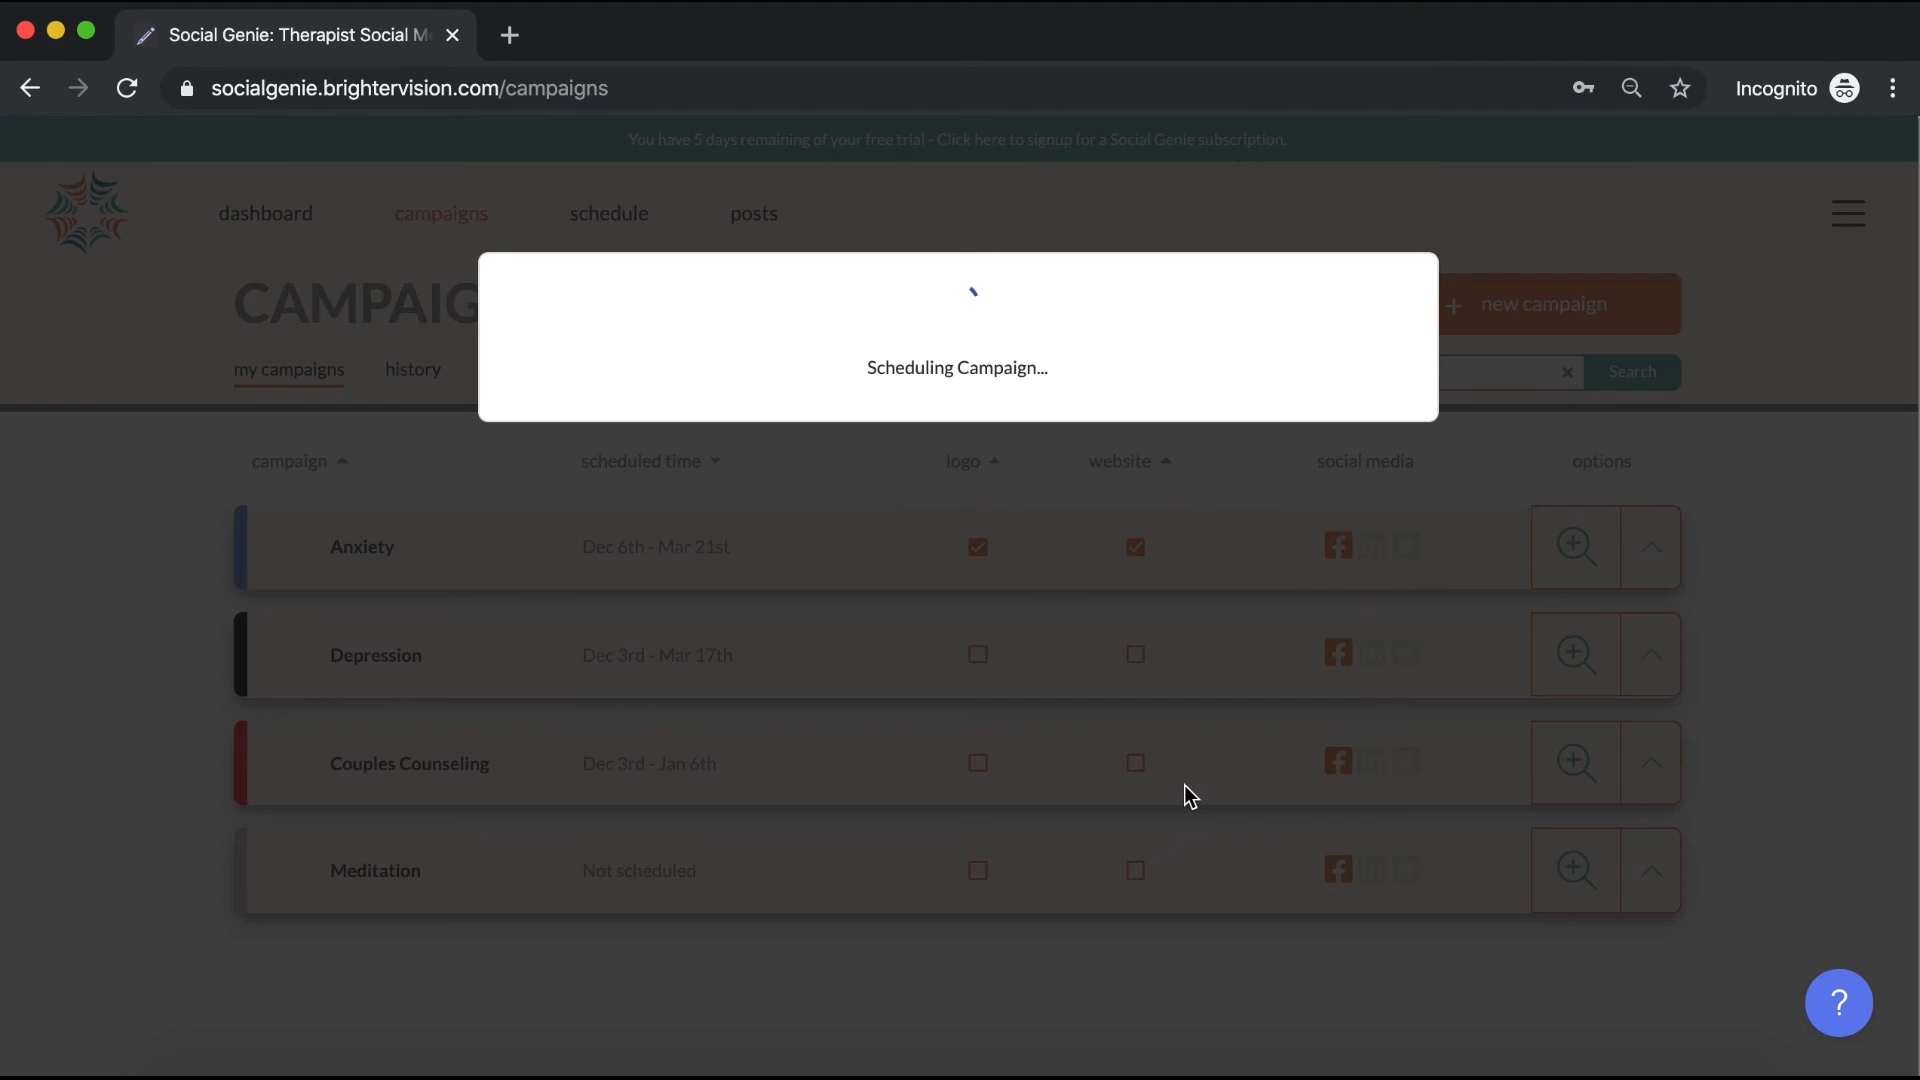 Social Genie: Therapist Social M
socialgenie.brightervision.com/campaigns
Incognito
You have 5 days remaining of your free trial - Click here to signup for a Social Genie subscription.
dashboard campaigns schedule posts
CAMPAIG
+ new campaign
my campaigns history
Search
Scheduling Campaign...
campaign scheduled time logo website social media options
Anxiety Dec 6th - Mar 21st
Depression Dec 3rd - Mar 17th
Couples Counseling Dec 3rd - Jan 6th
Meditation Not scheduled
?